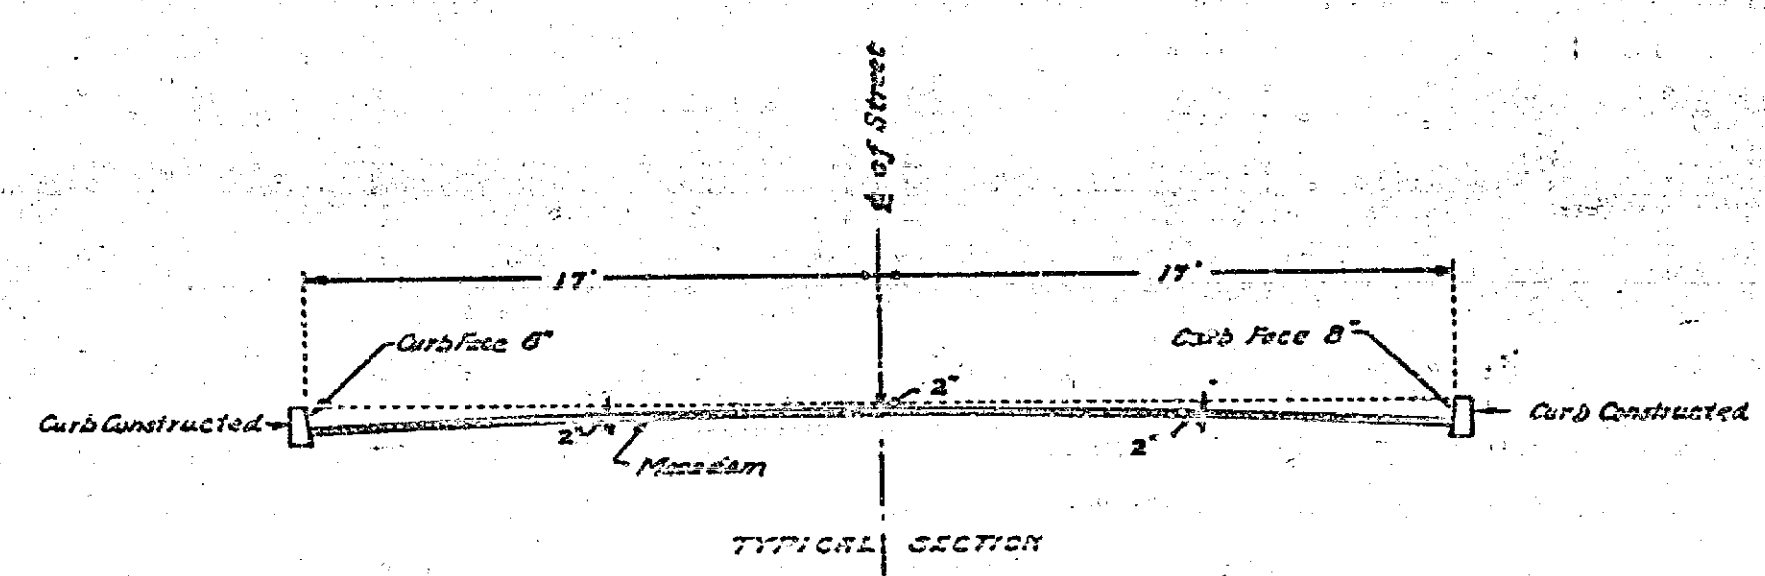 ℄ of Street
17'
17'
Curb Face 6"
Curb Face 8"
2"
Curb Constructed
Curb Constructed
2"
2"
Macadam
TYPICAL SECTION